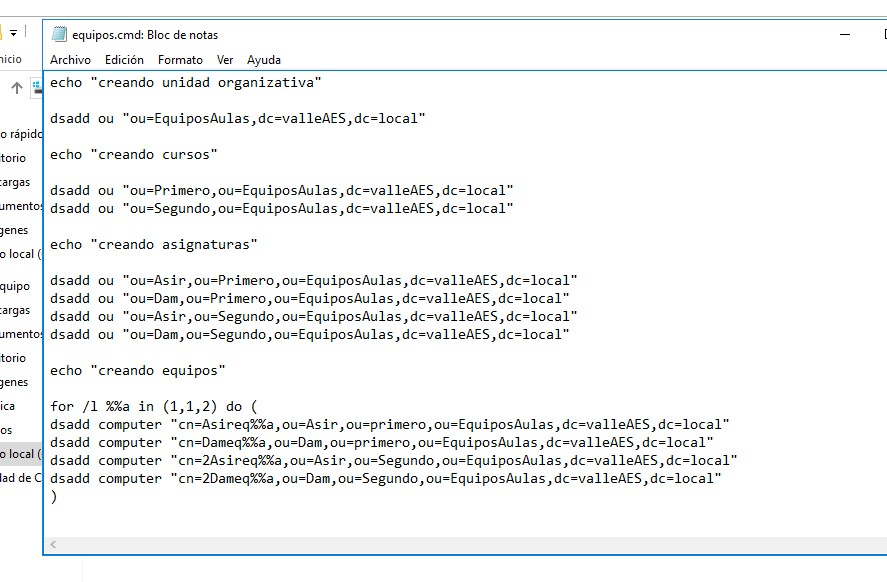 equipos.cmd: Bloc de notas
Archivo Edición Formato Ver Ayuda
echo "creando unidad organizativa"
dsadd ou "ou=EquiposAulas,dc=valleAES,dc=local"
echo "creando cursos"
dsadd ou "ou=Primero,ou=EquiposAulas,dc=valleAES,dc=local"
dsadd ou "ou=Segundo,ou=EquiposAulas,dc=valleAES,dc=local"
echo "creando asignaturas"
dsadd ou "ou=Asir,ou=Primero,ou=EquiposAulas,dc=valleAES,dc=local"
dsadd ou "ou=Dam,ou=Primero,ou=EquiposAulas,dc=valleAES,dc=local"
dsadd ou "ou=Asir,ou=Segundo,ou=EquiposAulas,dc=valleAES,dc=local"
dsadd ou "ou=Dam,ou=Segundo,ou=EquiposAulas,dc=valleAES,dc=local"
echo "creando equipos"
for /l %%a in (1,1,2) do (
dsadd computer "cn=Asireq%%a,ou=Asir,ou=primero,ou=EquiposAulas,dc=valleAES,dc=local"
dsadd computer "cn=Dameq%%a,ou=Dam,ou=primero,ou=EquiposAulas,dc=valleAES,dc=local"
dsadd computer "cn=2Asireq%%a,ou=Asir,ou=Segundo,ou=EquiposAulas,dc=valleAES,dc=local"
dsadd computer "cn=2Dameq%%a,ou=Dam,ou=Segundo,ou=EquiposAulas,dc=valleAES,dc=local"
)
nicio
o rápido
itorio
cargas
umentos
genes
o local (
quipo
cargas
umentos
itorio
genes
ica
os
o local (
dad de C